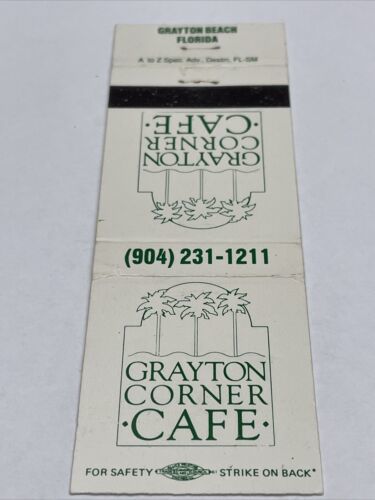 GRAYTON BEACH
FLORIDA
A to Z Spec. Adv., Destin, FL-SM
GRAYTON
CORNER
·CAFE·
(904) 231-1211
GRAYTON
CORNER
·CAFE·
FOR SAFETY STRIKE ON BACK